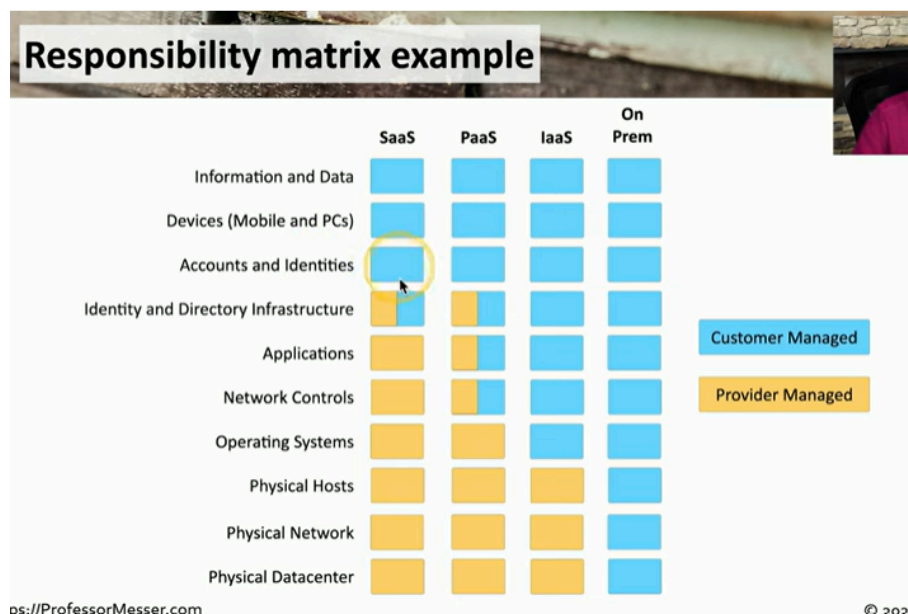 Responsibility matrix example
On
SaaS PaaS IaaS Prem
Information and Data
Devices (Mobile and PCs)
Accounts and Identities
Identity and Directory Infrastructure
Customer Managed
Applications
Provider Managed
Network Controls
Operating Systems
Physical Hosts
Physical Network
Physical Datacenter
ps://ProfessorMesser.com
©